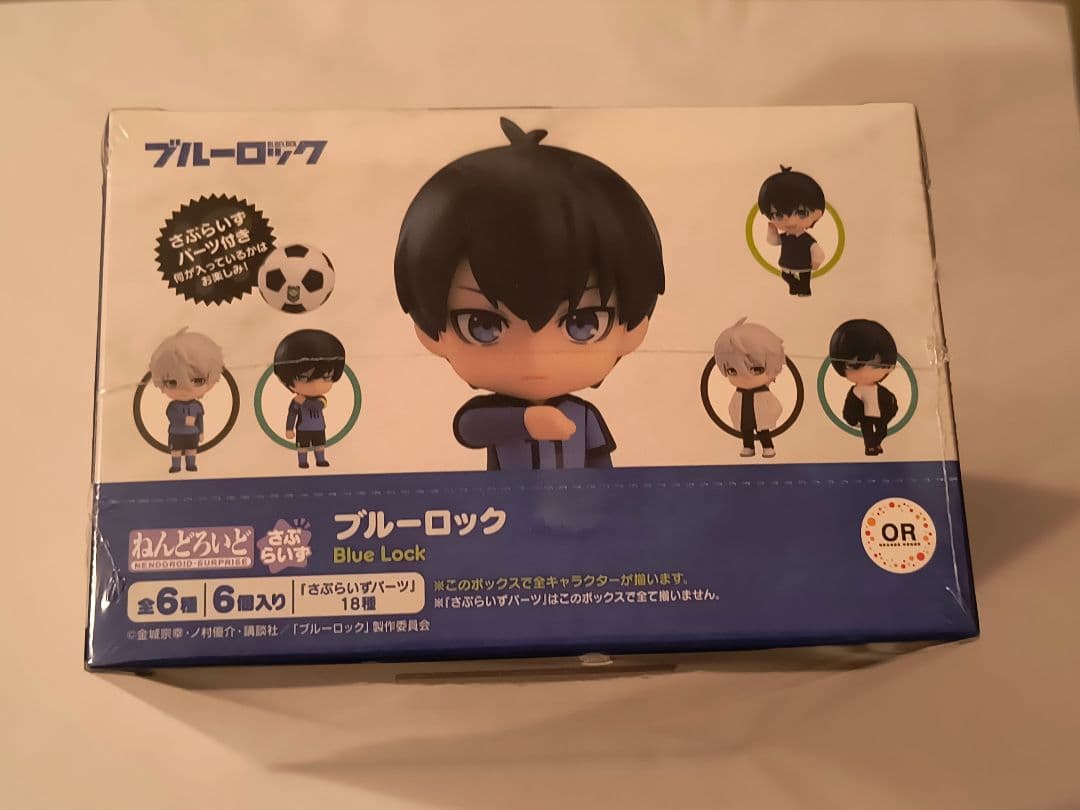 ブルーロック
さぷらいず
パーツ付き
何が入っているかは
お楽しみ!
ねんどろいど
NENDOROID・SURPRISE
さぷ
らいず
ブルーロック
Blue Lock
全6種
6個入り
「さぷらいずパーツ」
18種
※このボックスで全キャラクターが揃います。
※「さぷらいずパーツ」はこのボックスで全て揃いません。
©金城宗幸・ノ村優介・講談社/「ブルーロック」製作委員会
OR
ORANGE ROUGE